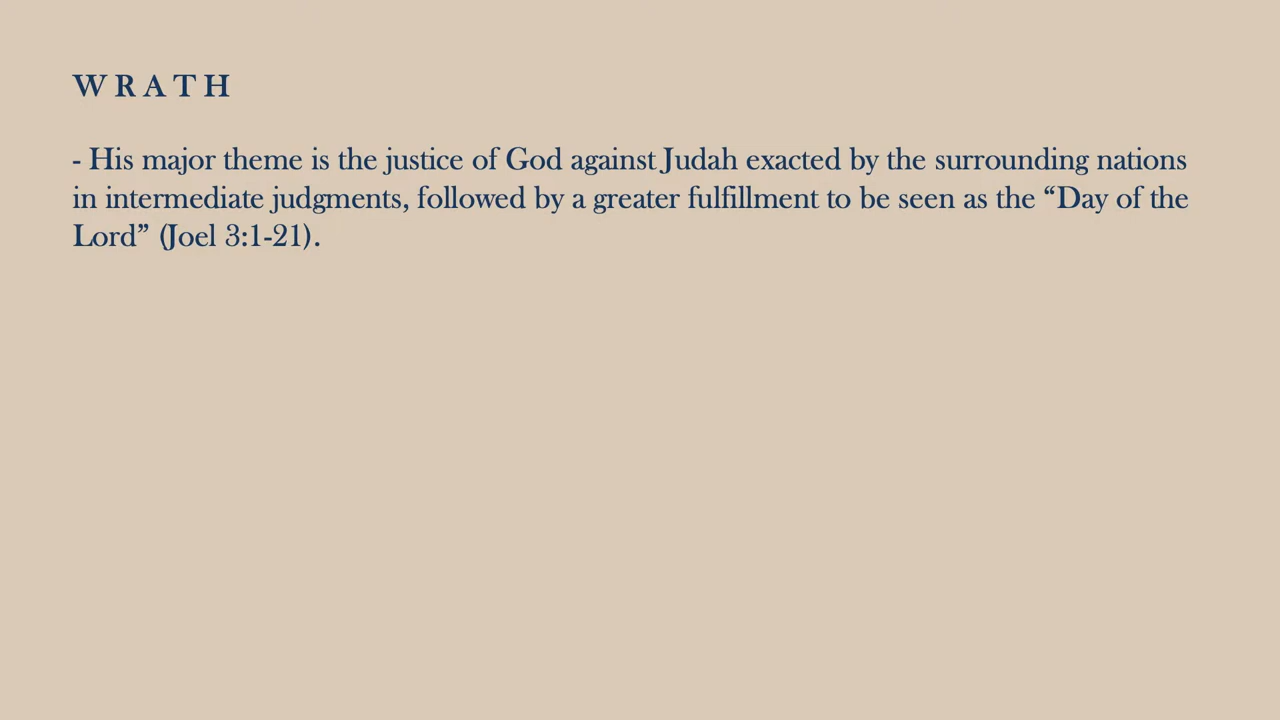 W R A T H
- His major theme is the justice of God against Judah exacted by the surrounding nations
in intermediate judgments, followed by a greater fulfillment to be seen as the “Day of the
Lord” (Joel 3:1-21).